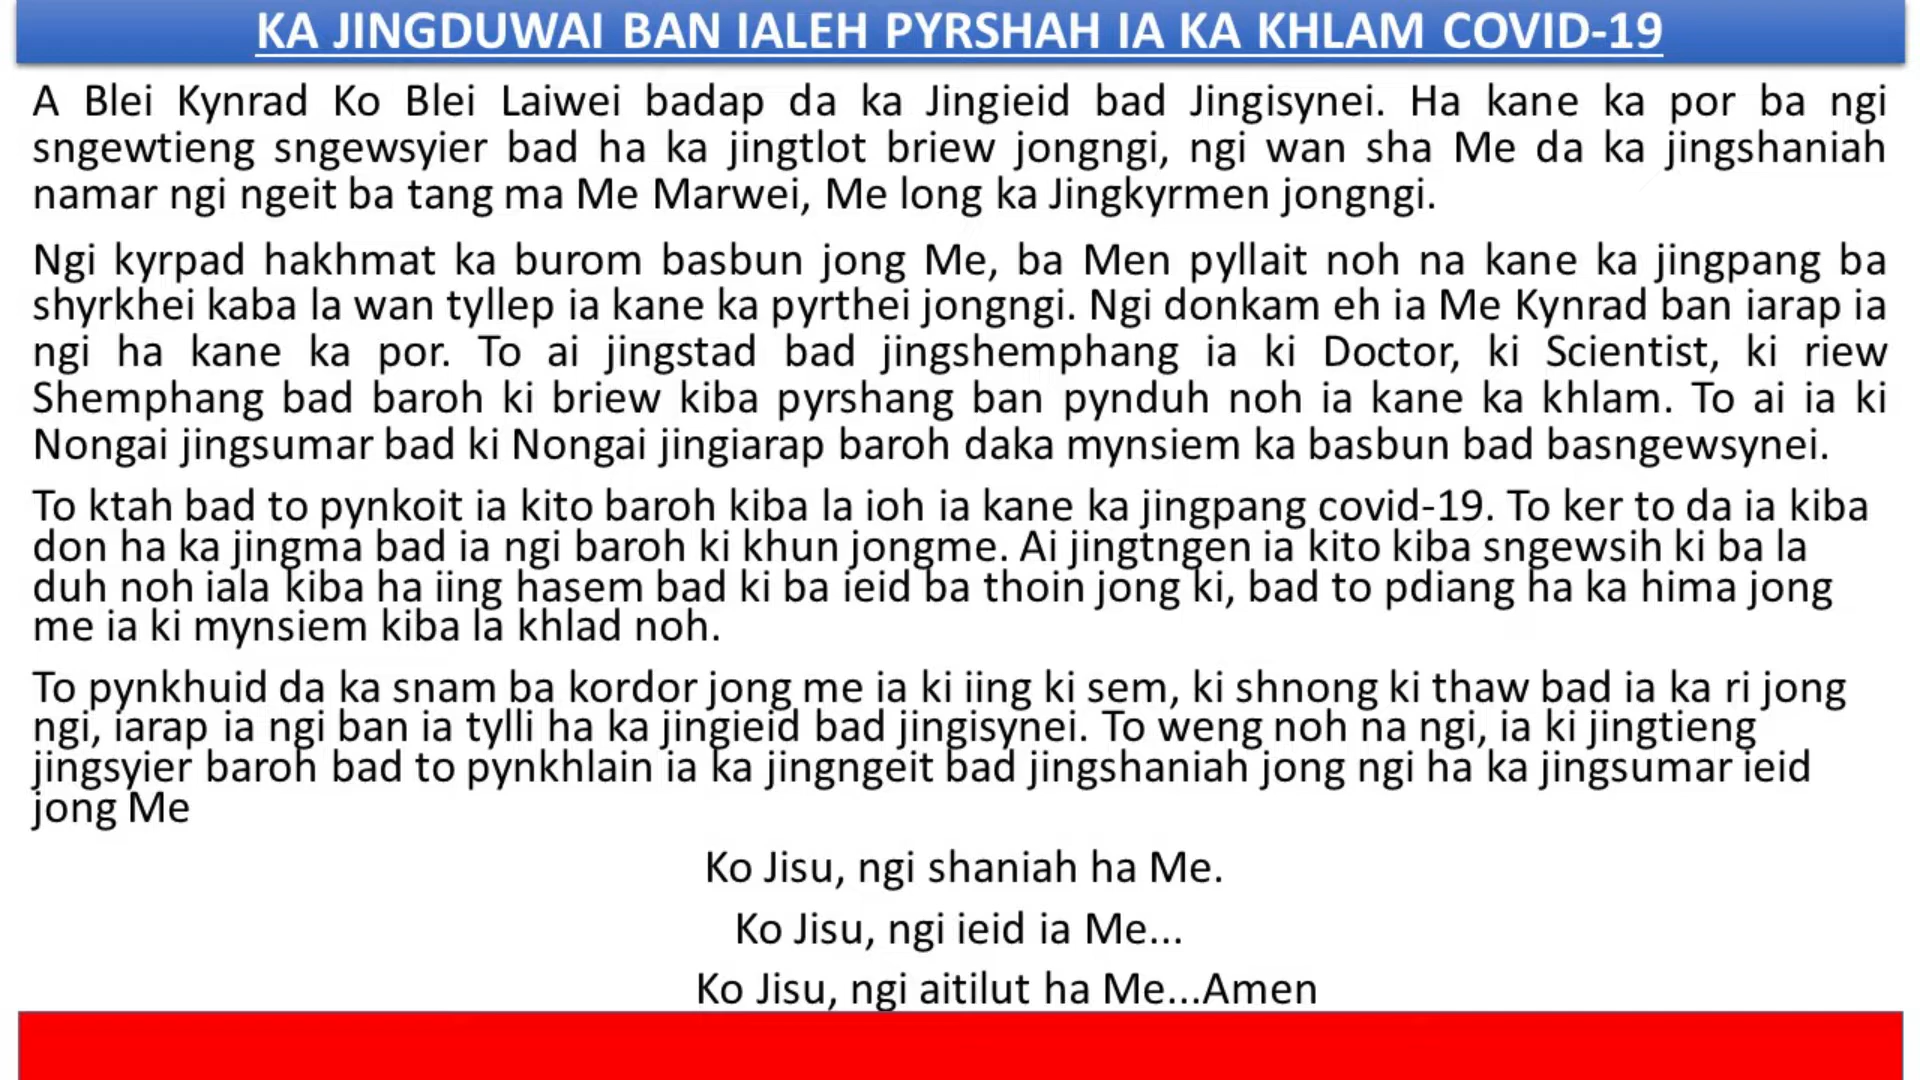 KA JINGDUWAI BAN IALEH PYRSHAH IA KA KHLAM COVID-19
A Blei Kynrad Ko Blei Laiwei badap da ka Jingieid bad Jingisynei. Ha kane ka por ba ngi
sngewtieng sngewsyier bad ha ka jingtlot briew jongngi, ngi wan sha Me da ka jingshaniah
namar ngi ngeit ba tang ma Me Marwei, Me long ka Jingkyrmen jongngi.
Ngi kyrpad hakhmat ka burom basbun jong Me, ba Men pyllait noh na kane ka jingpang ba
shyrkhei kaba la wan tyllep ia kane ka pyrthei jongngi. Ngi donkam eh ia Me Kynrad ban iarap ia
ngi ha kane ka por. To ai jingstad bad jingshemphang ia ki Doctor, ki Scientist, ki riew
Shemphang bad baroh ki briew kiba pyrshang ban pynduh noh ia kane ka khlam. To ai ia ki
Nongai jingsumar bad ki Nongai jingiarap baroh daka mynsiem ka basbun bad basngewsynei.
To ktah bad to pynkoit ia kito baroh kiba la ioh ia kane ka jingpang covid-19. To ker to da ia kiba
don ha ka jingma bad ia ngi baroh ki khun jongme. Ai jingtngen ia kito kiba sngewsih ki ba la
duh noh iala kiba ha iing hasem bad ki ba ieid ba thoin jong ki, bad to pdiang ha ka hima jong
me ia ki mynsiem kiba la khlad noh.
To pynkhuid da ka snam ba kordor jong me ia ki iing ki sem, ki shnong ki thaw bad ia ka ri jong
ngi, iarap ia ngi ban ia tylli ha ka jingieid bad jingisynei. To weng noh na ngi, ia ki jingtieng
jingsyier baroh bad to pynkhlain ia ka jingngeit bad jingshaniah jong ngi ha ka jingsumar ieid
jong Me
Ko Jisu, ngi shaniah ha Me.
Ko Jisu, ngi ieid ia Me...
Ko Jisu, ngi aitilut ha Me...Amen